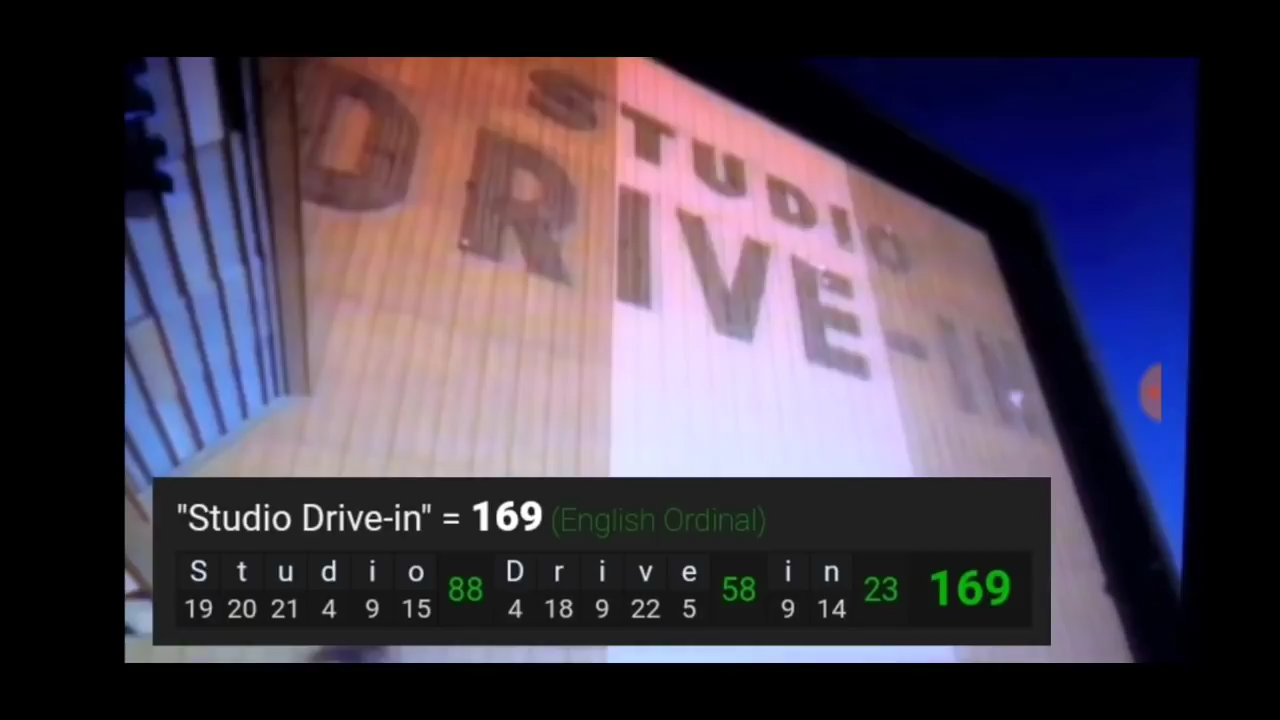 STUDIO
DRIVE-IN
"Studio Drive-in" = 169 (English Ordinal)
S t u d i o 88 D r i v e 58 i n 23 169
19 20 21 4 9 15 4 18 9 22 5 9 14